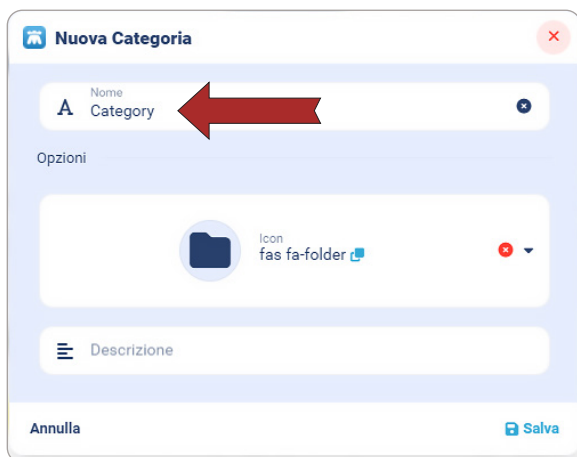 Nuova Categoria
Nome
Category
Opzioni
Icon
fas fa-folder
Descrizione
Annulla
Salva